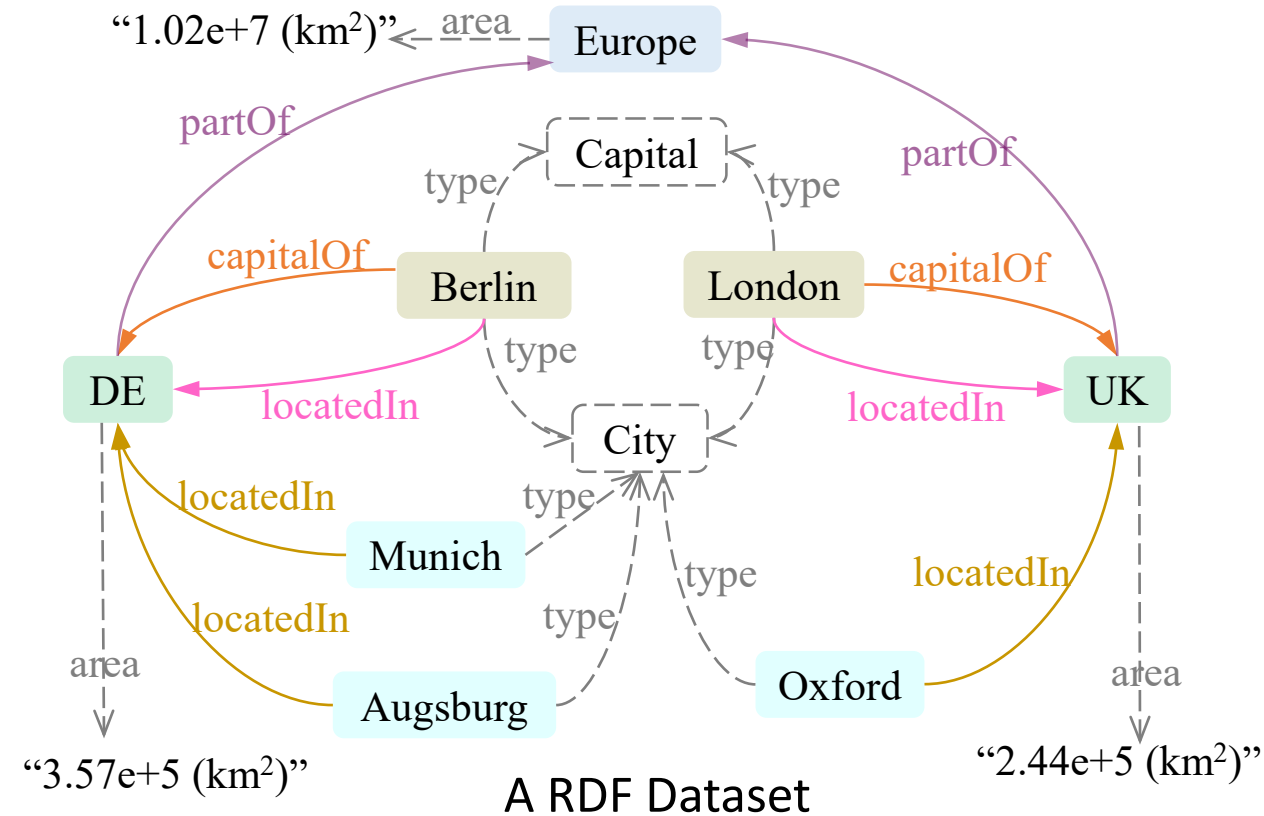 “1.02e+7 (km²)”
area
Europe
partOf
partOf
Capital
type
type
capitalOf
capitalOf
Berlin
London
type
type
DE
UK
locatedIn
locatedIn
City
locatedIn
type
Munich
type
locatedIn
locatedIn
type
area
area
Augsburg
Oxford
“3.57e+5 (km²)”
“2.44e+5 (km²)”
A RDF Dataset